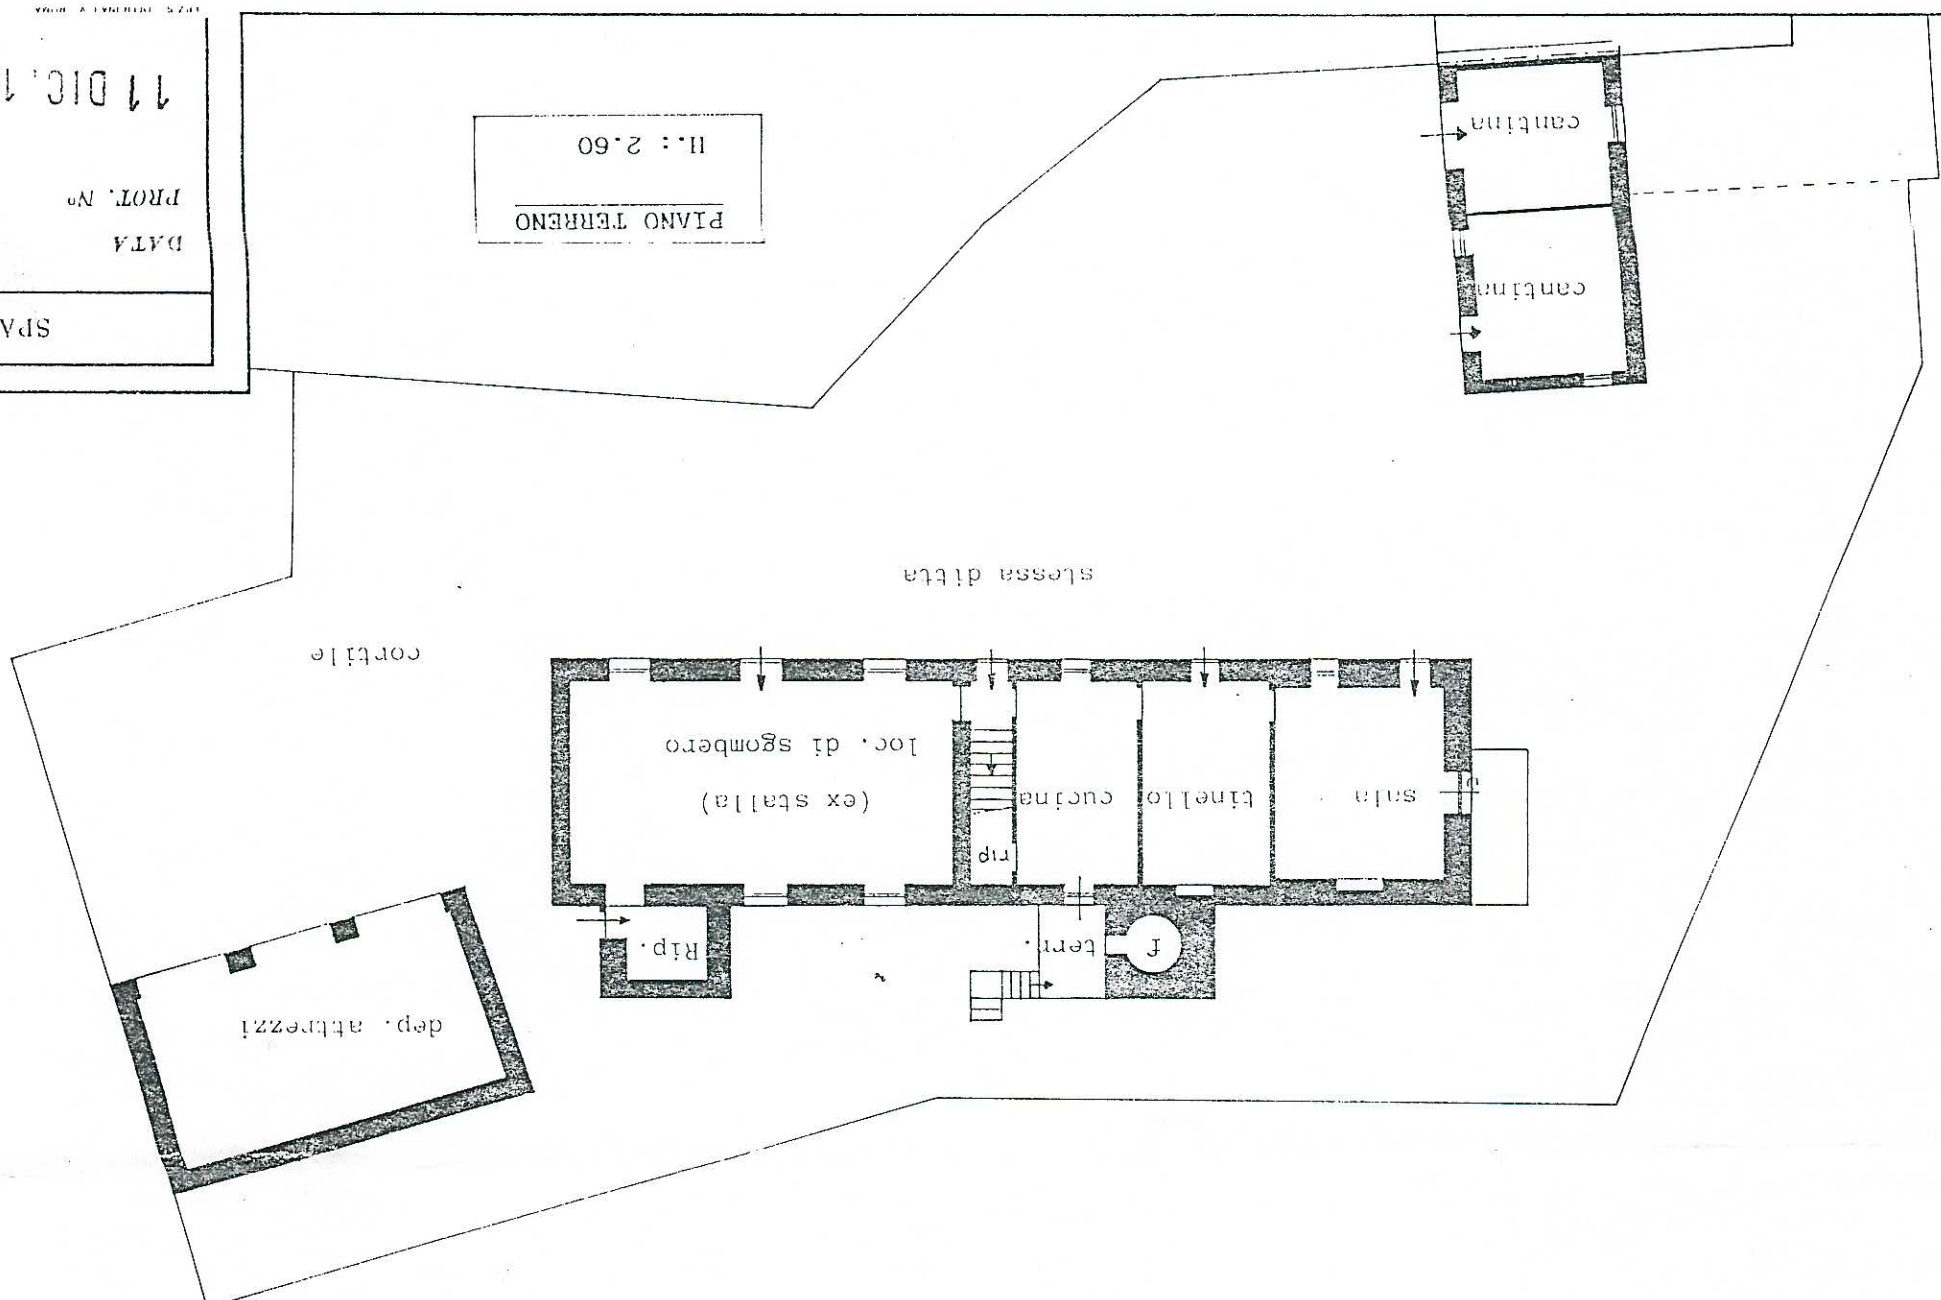 dep. attrezzi
Rip.
terr.
f
rip
sala
tinello
cucina
(ex stalla)
loc. di sgombero
cortile
stessa ditta
cantina
cantina
SPA
DATA
PROT. Nº
11 DIC. 1
PIANO TERRENO
H.: 2.60